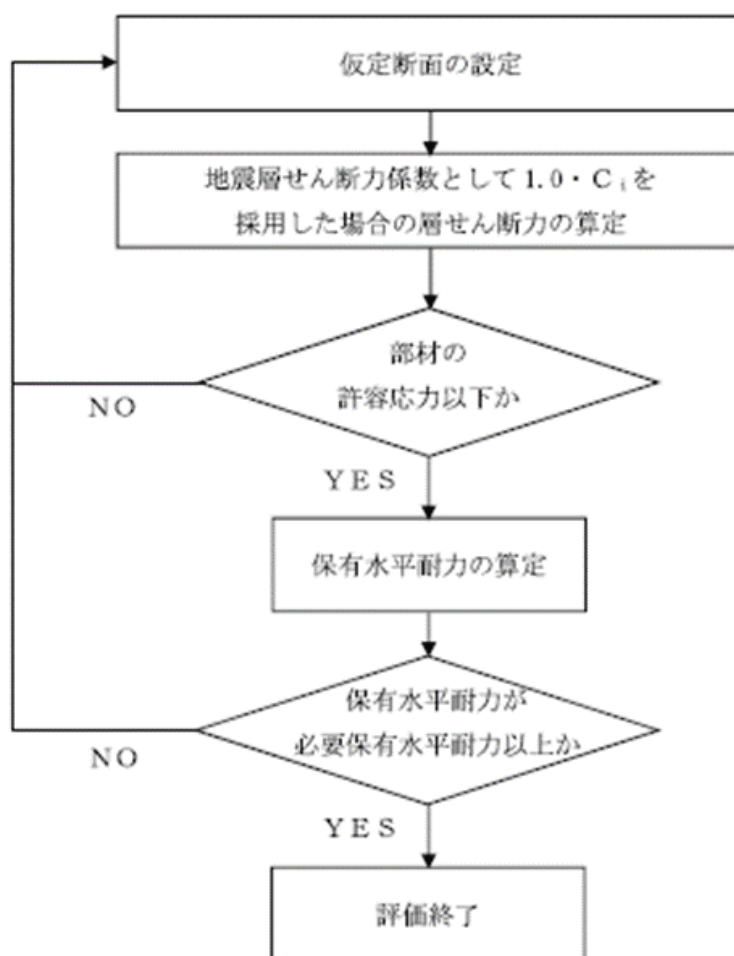 仮定断面の設定
地震層せん断力係数として1.0・Ciを
採用した場合の層せん断力の算定
部材の
許容応力以下か
NO
YES
保有水平耐力の算定
保有水平耐力が
必要保有水平耐力以上か
NO
YES
評価終了